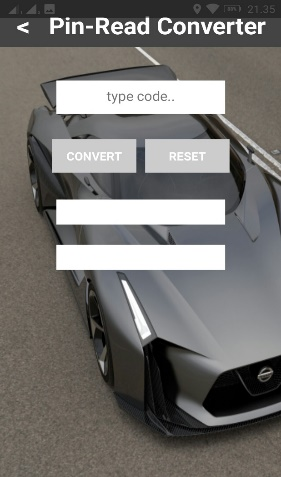 21.35
< Pin-Read Converter
type code..
CONVERT RESET